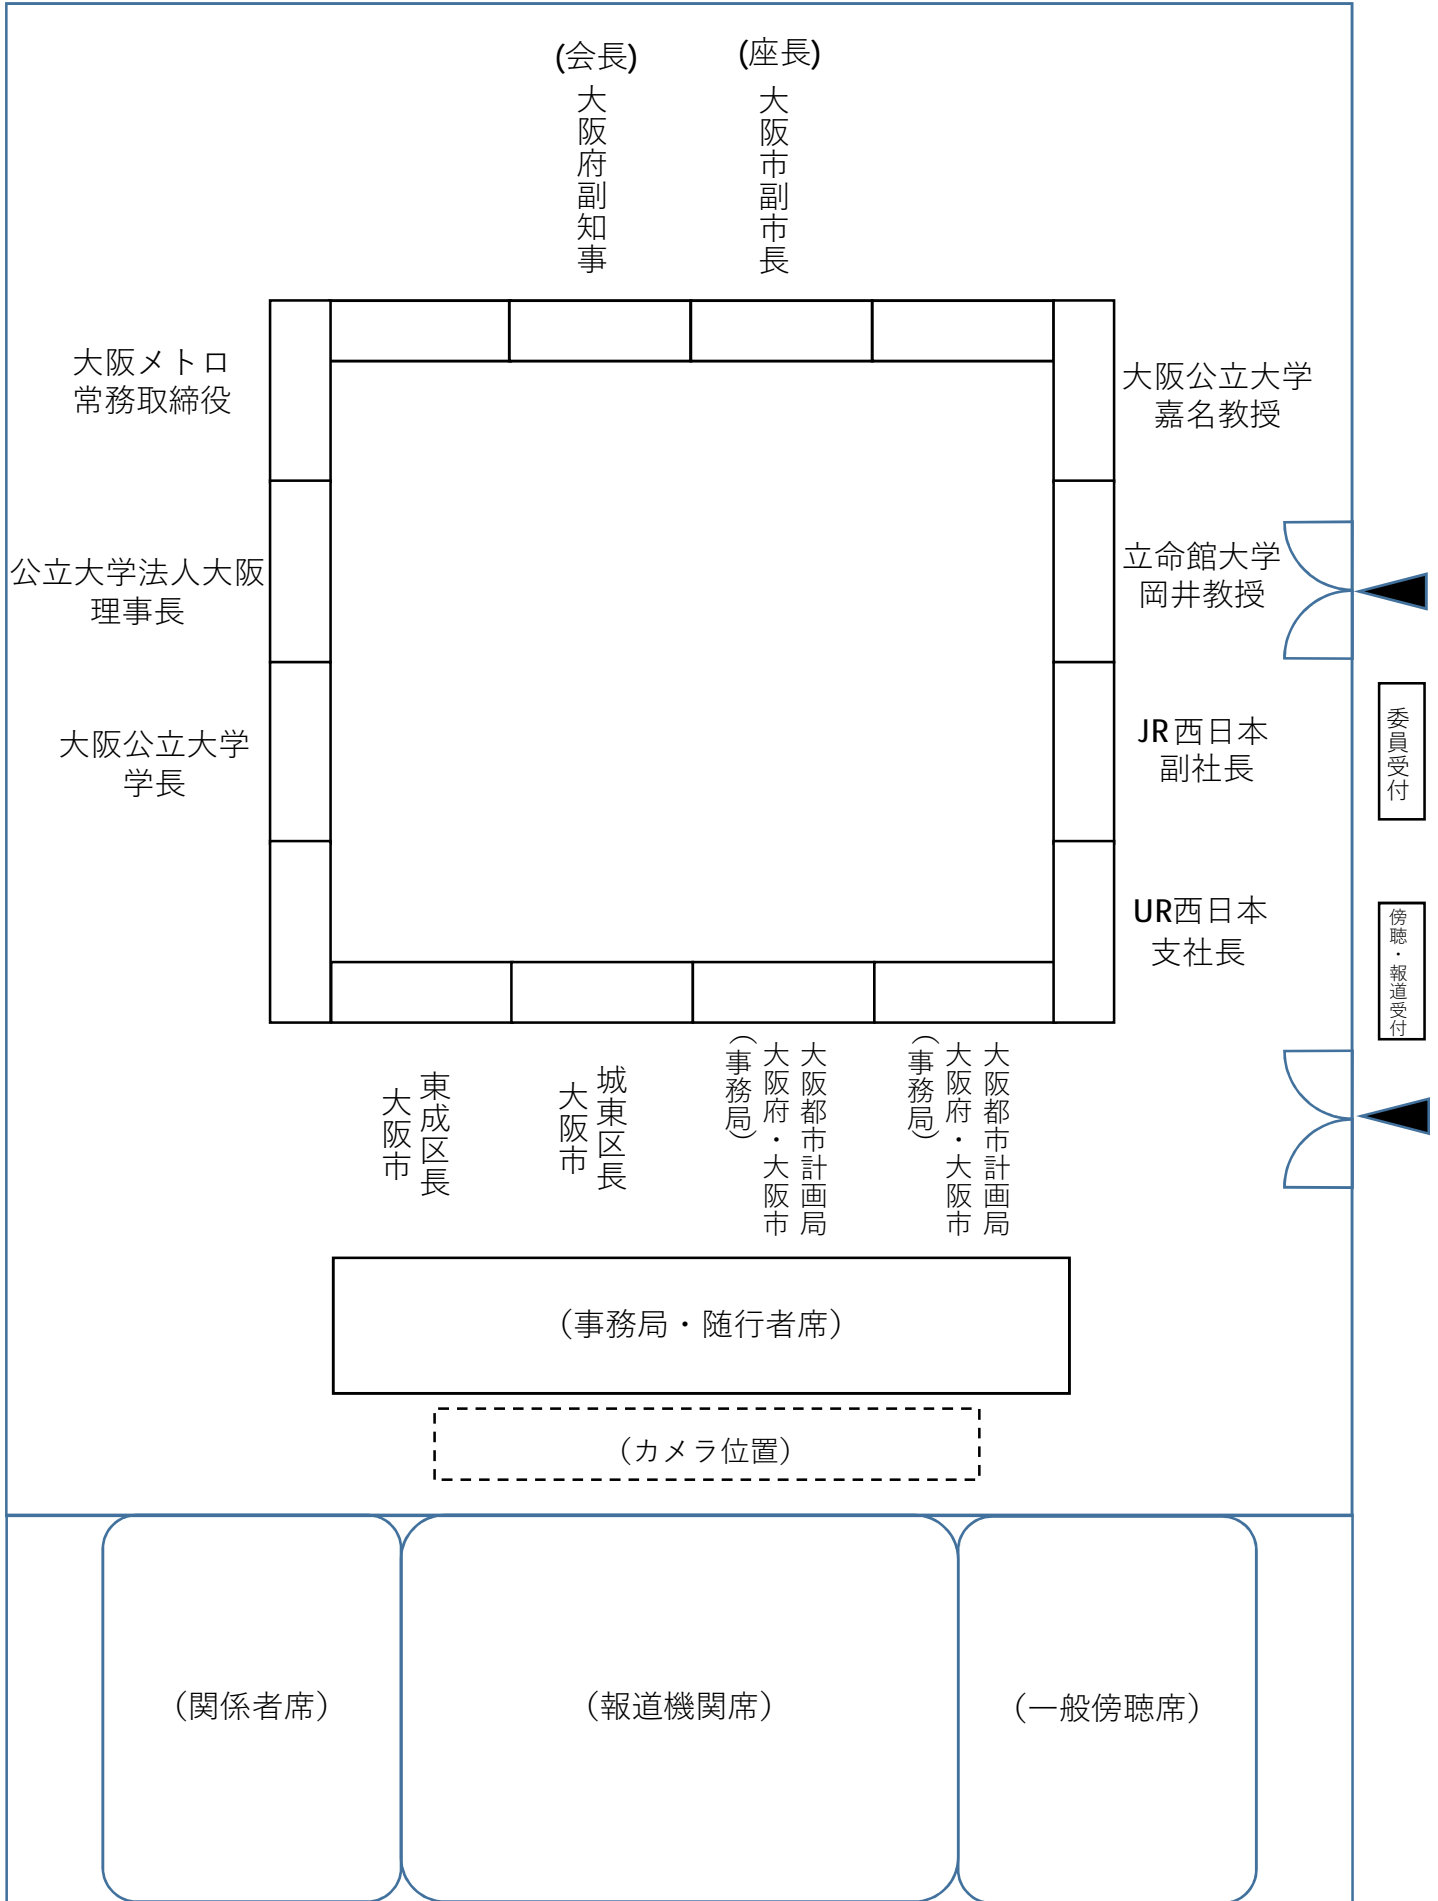 (会長)
大阪府副知事
(座長)
大阪市副市長
大阪メトロ
常務取締役
公立大学法人大阪
理事長
大阪公立大学
学長
大阪公立大学
嘉名教授
立命館大学
岡井教授
JR西日本
副社長
UR西日本
支社長
委員受付
傍聴・報道受付
大阪市
東成区長
大阪市
城東区長
大阪都市計画局
大阪府・大阪市
（事務局）
大阪都市計画局
大阪府・大阪市
（事務局）
（事務局・随行者席）
（カメラ位置）
（関係者席）
（報道機関席）
（一般傍聴席）